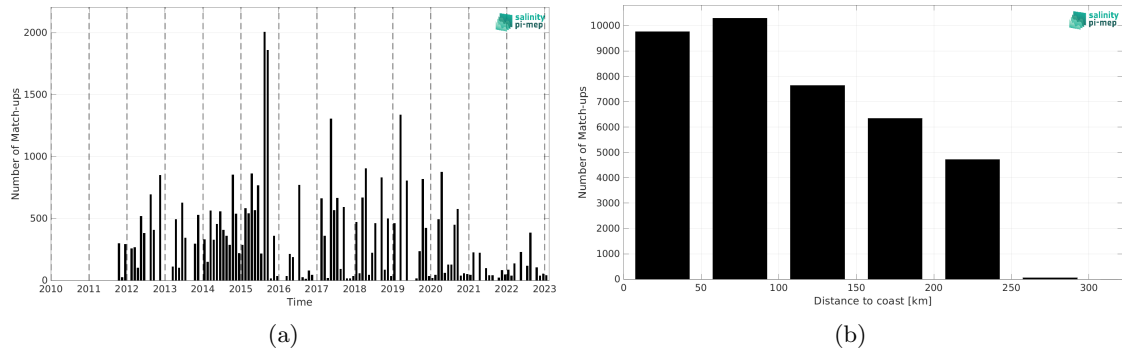 salinity
pi-mep
Number of Match-ups
2000
1500
1000
500
0
2010 2011 2012 2013 2014 2015 2016 2017 2018 2019 2020 2021 2022 2023
Time
(a)
salinity
pi-mep
Number of Match-ups
10000
9000
8000
7000
6000
5000
4000
3000
2000
1000
0
0 50 100 150 200 250 300
Distance to coast [km]
(b)